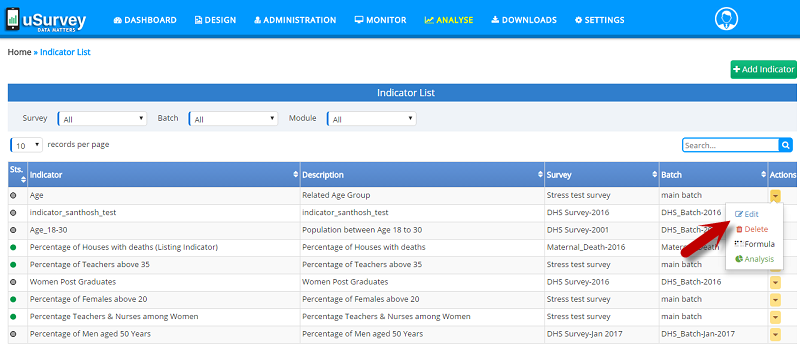 uSurvey
DATA MATTERS
DASHBOARD DESIGN ADMINISTRATION MONITOR ANALYSE DOWNLOADS SETTINGS
Home » Indicator List
+ Add Indicator
Indicator List
Survey All Batch All Module All
10 records per page Search...
Sts. Indicator Description Survey Batch Actions
Age Related Age Group Stress test survey main batch
indicator_santhosh_test indicator_santhosh_test DHS Survey-2016 DHS_Batch-2016 Edit
Age_18-30 Population between Age 18 to 30 DHS Survey-2001 Delete
Percentage of Houses with deaths (Listing Indicator) Percentage of Houses with deaths Maternal_Death-2016 Formula
Percentage of Teachers above 35 Percentage of Teachers above 35 Stress test survey main batch Analysis
Women Post Graduates Women Post Graduates DHS Survey-2016 DHS_Batch-2016
Percentage of Females above 20 Percentage of Females above 20 Stress test survey main batch
Percentage Teachers & Nurses among Women Percentage Teachers & Nurses among Women Stress test survey main batch
Percentage of Men aged 50 Years Percentage of Men aged 50 Years DHS Survey-Jan 2017 DHS_Batch-Jan-2017